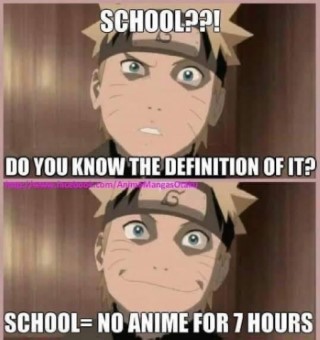 SCHOOL??!
DO YOU KNOW THE DEFINITION OF IT?
SCHOOL= NO ANIME FOR 7 HOURS